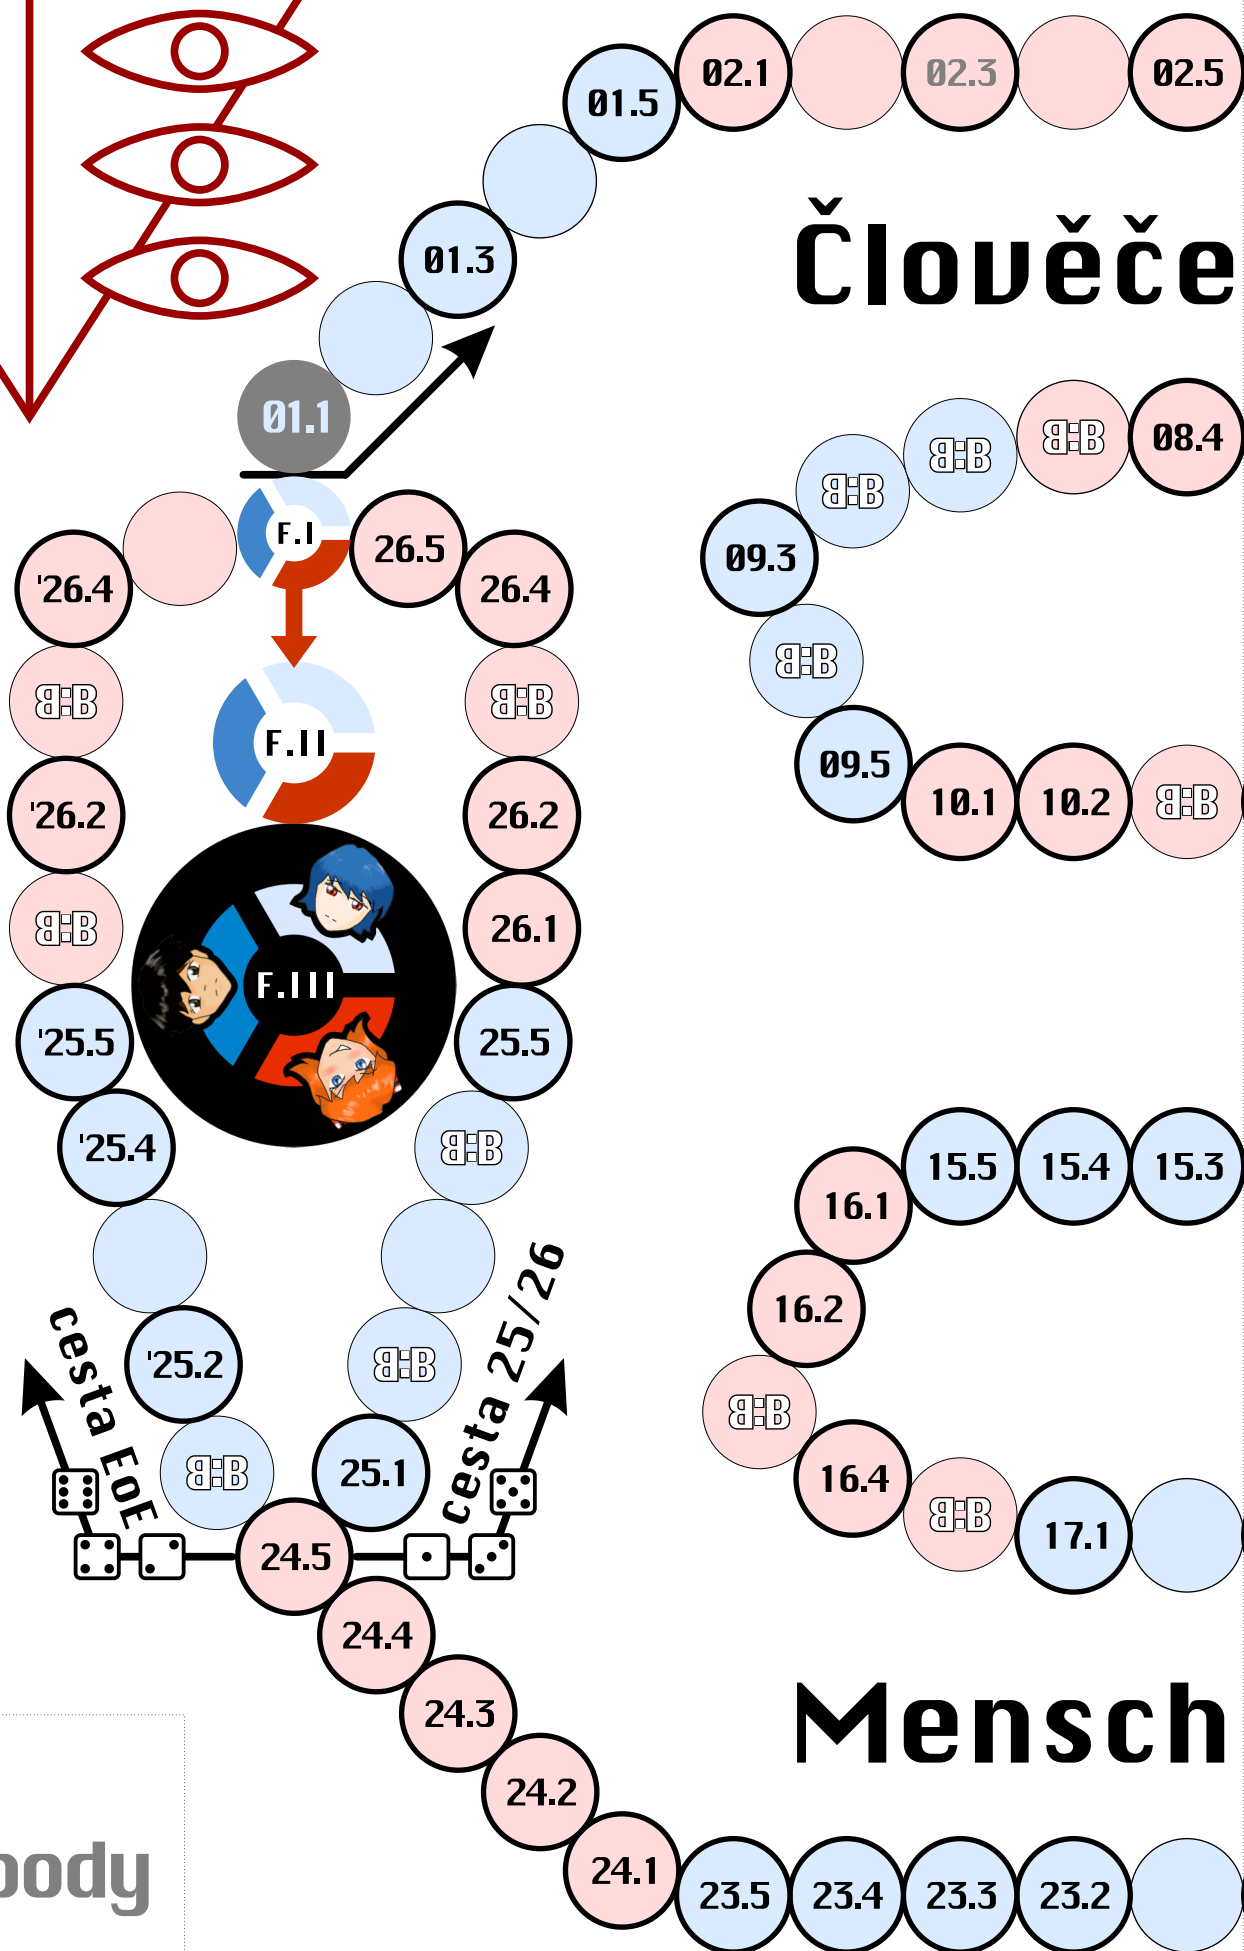 02.1 02.3 02.5
01.5
Člověče
01.3
01.1
08.4
B:B
B:B
B:B
F.I
26.5
09.3
'26.4
26.4
B:B
B:B
B:B
F.II
09.5
'26.2
26.2
10.1 10.2 B:B
B:B
26.1
F.III
'25.5
25.5
'25.4
B:B
15.5 15.4 15.3
16.1
16.2
'25.2
B:B
cesta EoE
cesta 25/26
B:B
B:B
25.1
16.4
B:B
17.1
24.5
24.4
24.3
Mensch
24.2
24.1
body
23.5 23.4 23.3 23.2